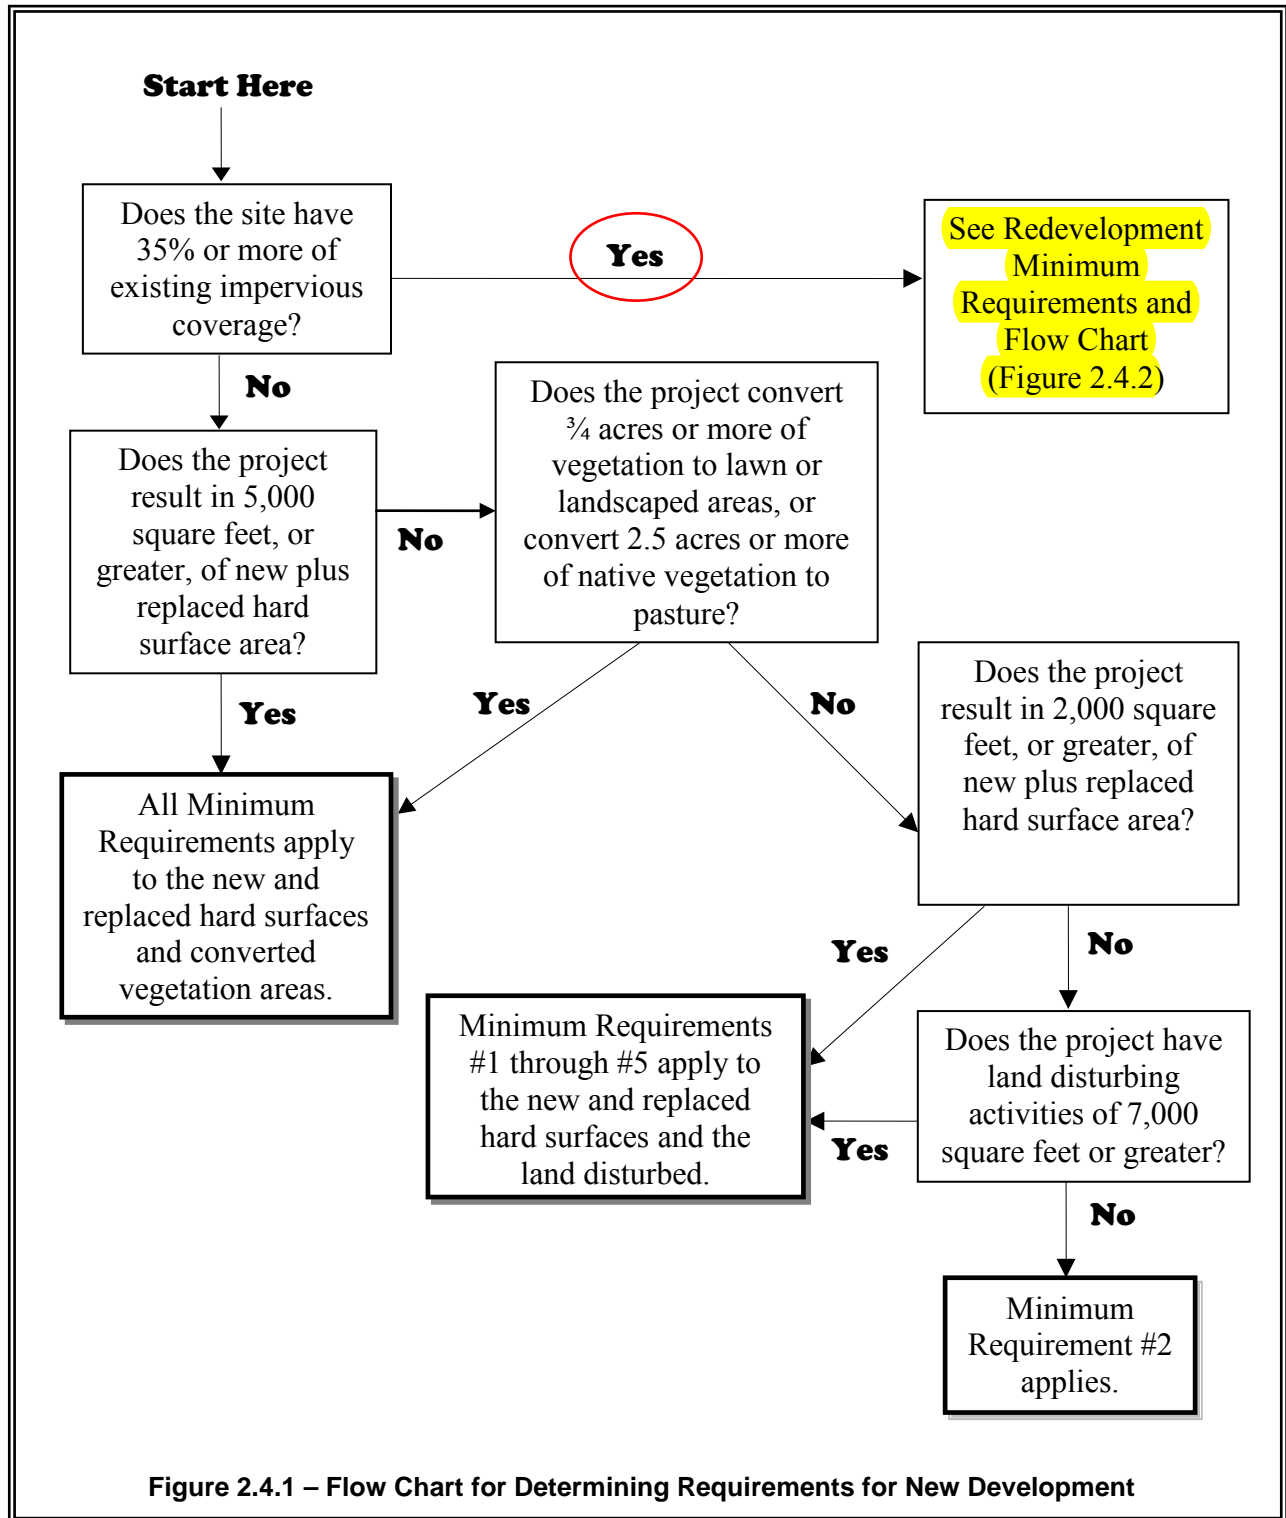 Start Here
Does the site have
35% or more of
existing impervious
coverage?
Yes
See Redevelopment
Minimum
Requirements and
Flow Chart
(Figure 2.4.2)
No
Does the project
result in 5,000
square feet, or
greater, of new plus
replaced hard
surface area?
No
Does the project convert
¾ acres or more of
vegetation to lawn or
landscaped areas, or
convert 2.5 acres or more
of native vegetation to
pasture?
Yes
Yes
No
Does the project
result in 2,000 square
feet, or greater, of
new plus replaced
hard surface area?
All Minimum
Requirements apply
to the new and
replaced hard surfaces
and converted
vegetation areas.
Yes
No
Minimum Requirements
#1 through #5 apply to
the new and replaced
hard surfaces and the
land disturbed.
Yes
Does the project have
land disturbing
activities of 7,000
square feet or greater?
No
Minimum
Requirement #2
applies.
Figure 2.4.1 – Flow Chart for Determining Requirements for New Development